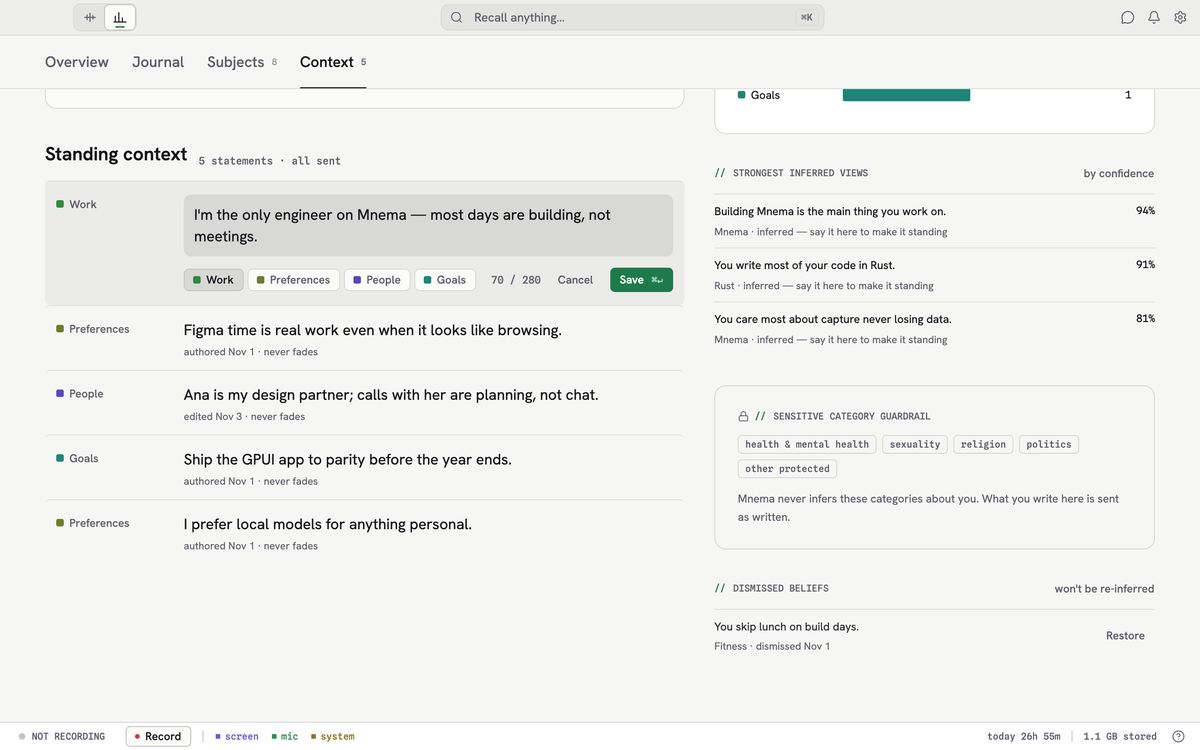 Recall anything...
⌘K
Overview
Journal
Subjects 8
Context 5
Goals
1
Standing context
5 statements · all sent
Work
I'm the only engineer on Mnema — most days are building, not
meetings.
Work
Preferences
People
Goals
70 / 280
Cancel
Save ⌘↵
Preferences
Figma time is real work even when it looks like browsing.
authored Nov 1 · never fades
People
Ana is my design partner; calls with her are planning, not chat.
edited Nov 3 · never fades
Goals
Ship the GPUI app to parity before the year ends.
authored Nov 1 · never fades
Preferences
I prefer local models for anything personal.
authored Nov 1 · never fades
// STRONGEST INFERRED VIEWS
by confidence
Building Mnema is the main thing you work on.
94%
Mnema · inferred — say it here to make it standing
You write most of your code in Rust.
91%
Rust · inferred — say it here to make it standing
You care most about capture never losing data.
81%
Mnema · inferred — say it here to make it standing
// SENSITIVE CATEGORY GUARDRAIL
health & mental health
sexuality
religion
politics
other protected
Mnema never infers these categories about you. What you write here is sent
as written.
// DISMISSED BELIEFS
won't be re-inferred
You skip lunch on build days.
Fitness · dismissed Nov 1
Restore
NOT RECORDING
Record
screen
mic
system
today 26h 55m
1.1 GB stored
?